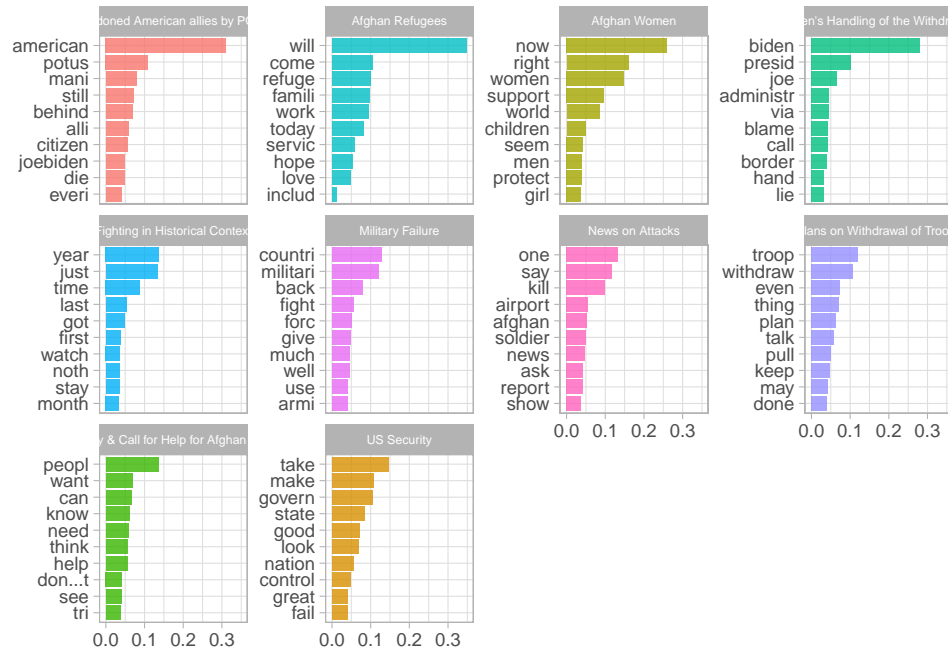 doned American allies by PO
american
potus
mani
still
behind
alli
citizen
joebiden
die
everi
Afghan Refugees
will
come
refuge
famili
work
today
servic
hope
love
includ
Afghan Women
now
right
women
support
world
children
seem
men
protect
girl
en's Handling of the Withdr
biden
presid
joe
administr
via
blame
call
border
hand
lie
Fighting in Historical Contex
year
just
time
last
got
first
watch
noth
stay
month
Military Failure
countri
militari
back
fight
forc
give
much
well
use
armi
News on Attacks
one
say
kill
airport
afghan
soldier
news
ask
report
show
0.0 0.1 0.2 0.3
lans on Withdrawal of Troo
troop
withdraw
even
thing
plan
talk
pull
keep
may
done
0.0 0.1 0.2 0.3
y & Call for Help for Afghan
peopl
want
can
know
need
think
help
don...t
see
tri
0.0 0.1 0.2 0.3
US Security
take
make
govern
state
good
look
nation
control
great
fail
0.0 0.1 0.2 0.3